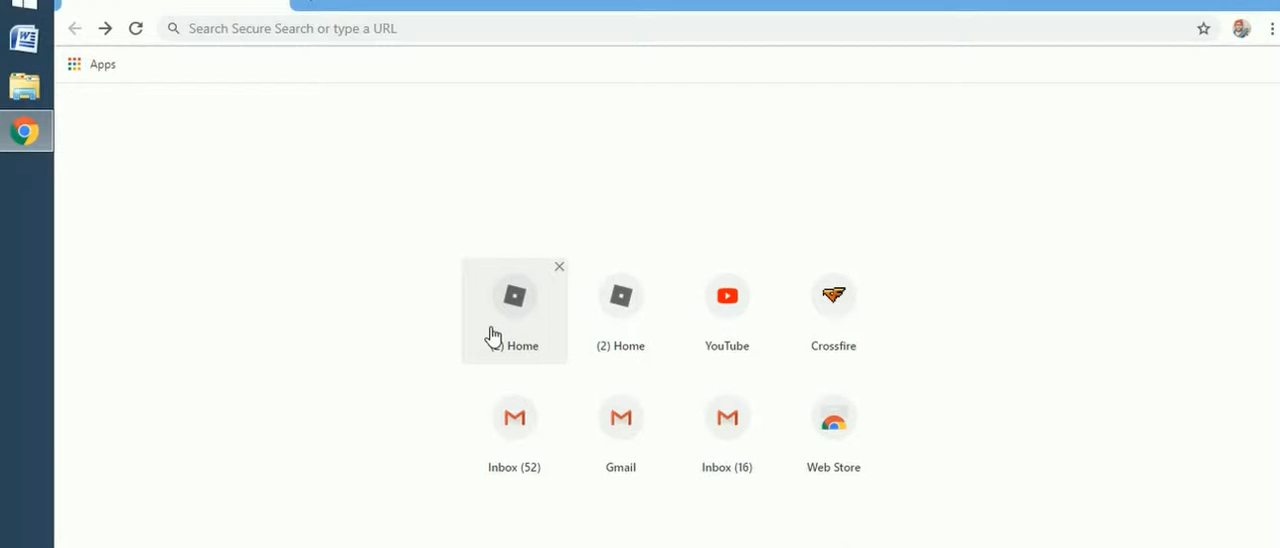 Search Secure Search or type a URL
Apps
(2) Home
(2) Home
YouTube
Crossfire
Inbox (52)
Gmail
Inbox (16)
Web Store